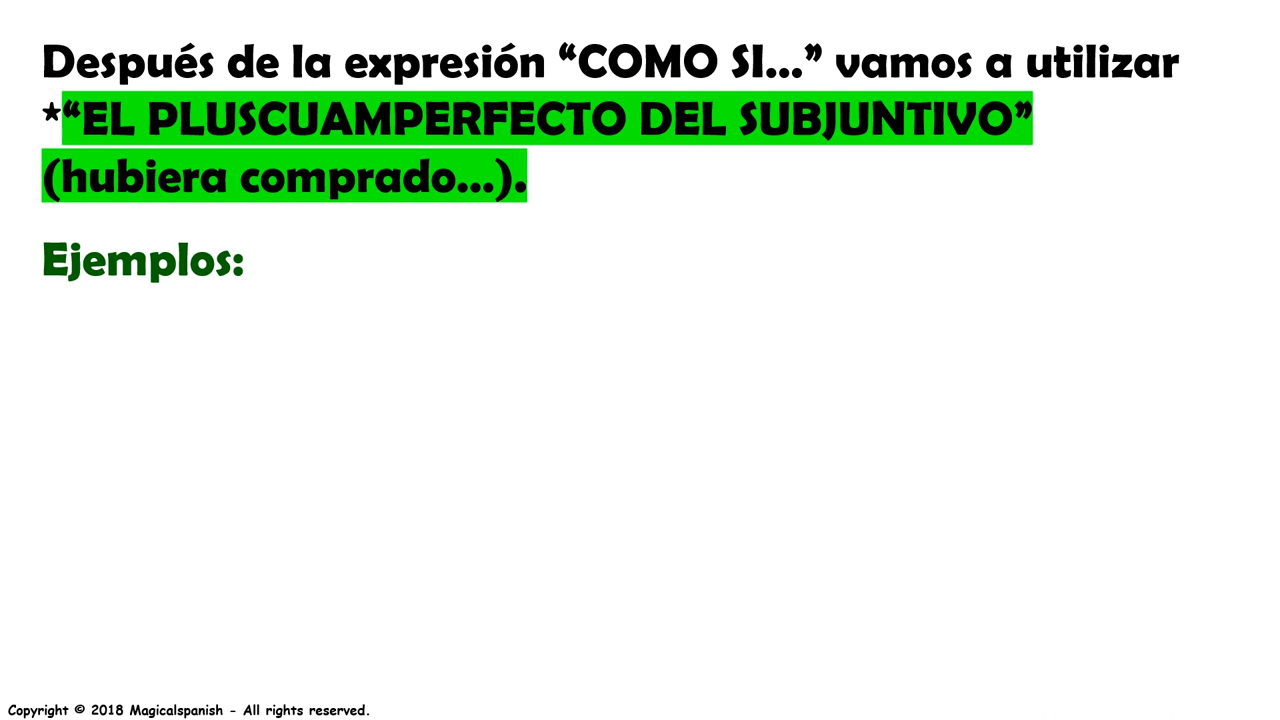 Después de la expresión “COMO SI...” vamos a utilizar
*“EL PLUSCUAMPERFECTO DEL SUBJUNTIVO”
(hubiera comprado...).
Ejemplos:
Copyright © 2018 Magicalspanish - All rights reserved.